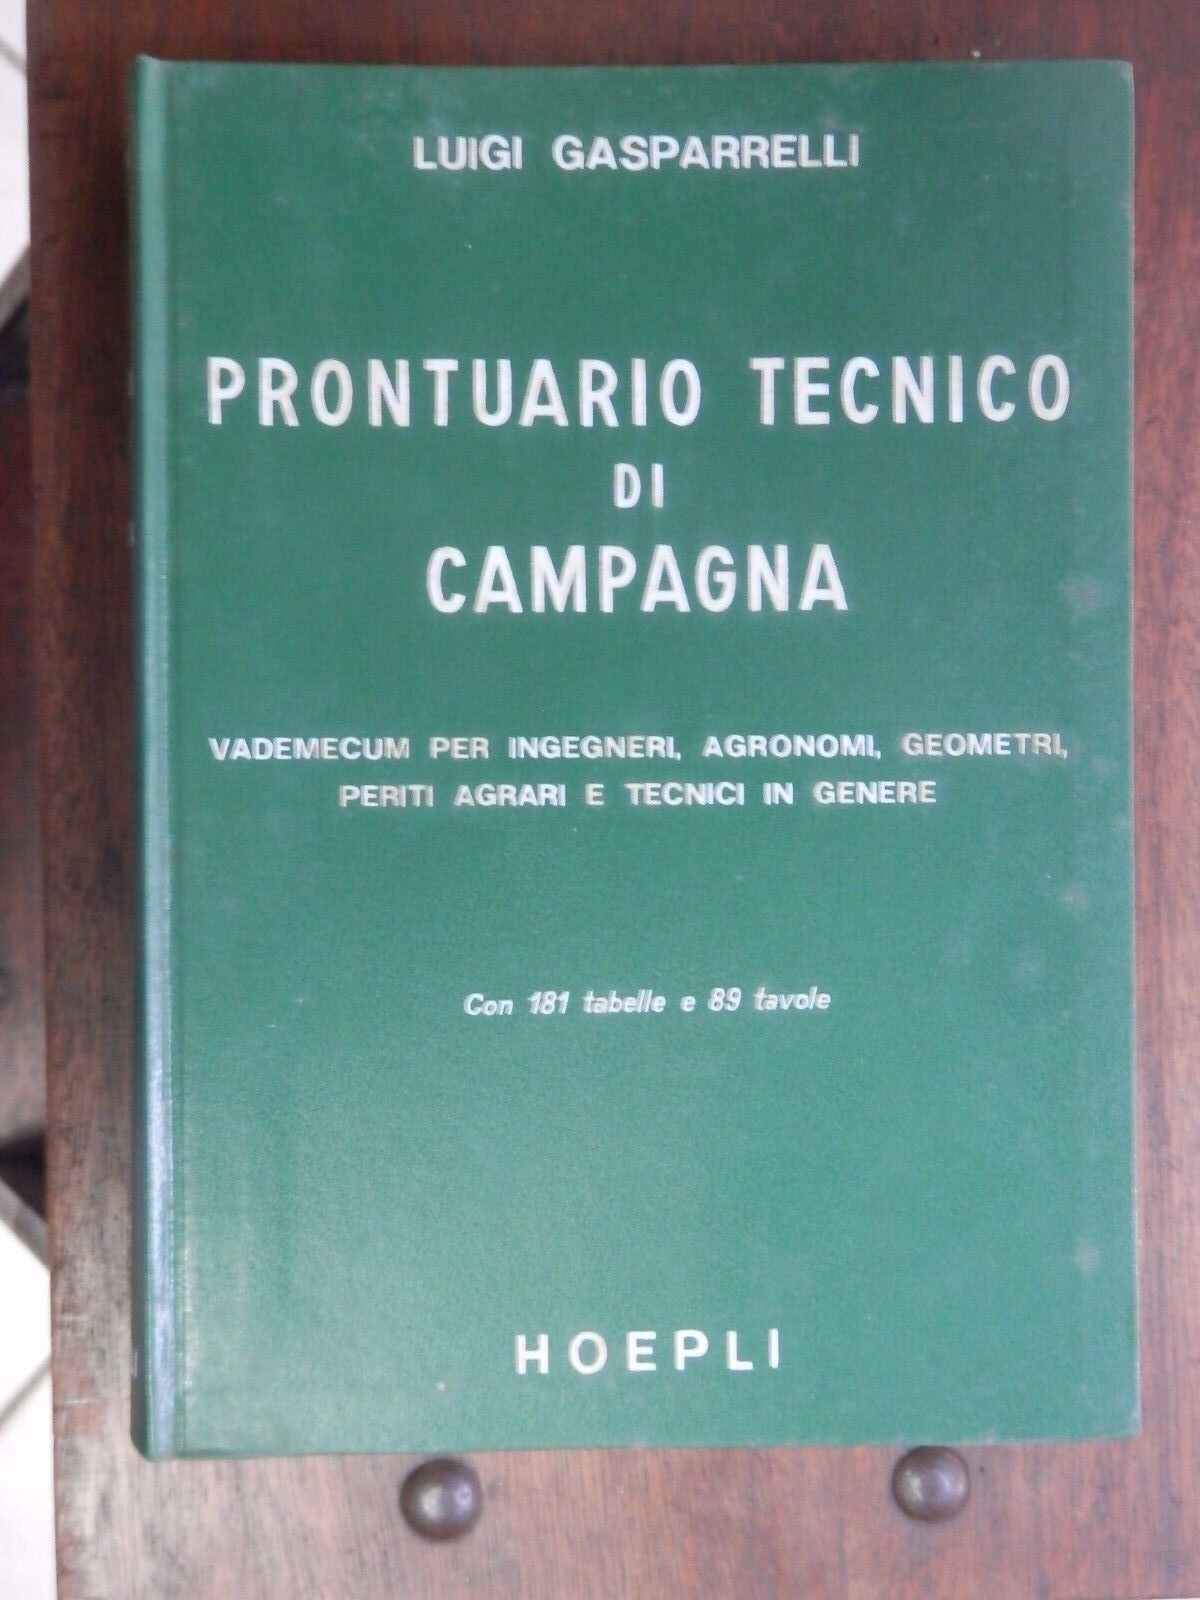 LUIGI GASPARRELLI
PRONTUARIO TECNICO
DI
CAMPAGNA
VADEMECUM PER INGEGNERI, AGRONOMI, GEOMETRI,
PERITI AGRARI E TECNICI IN GENERE
Con 181 tabelle e 89 tavole
HOEPLI